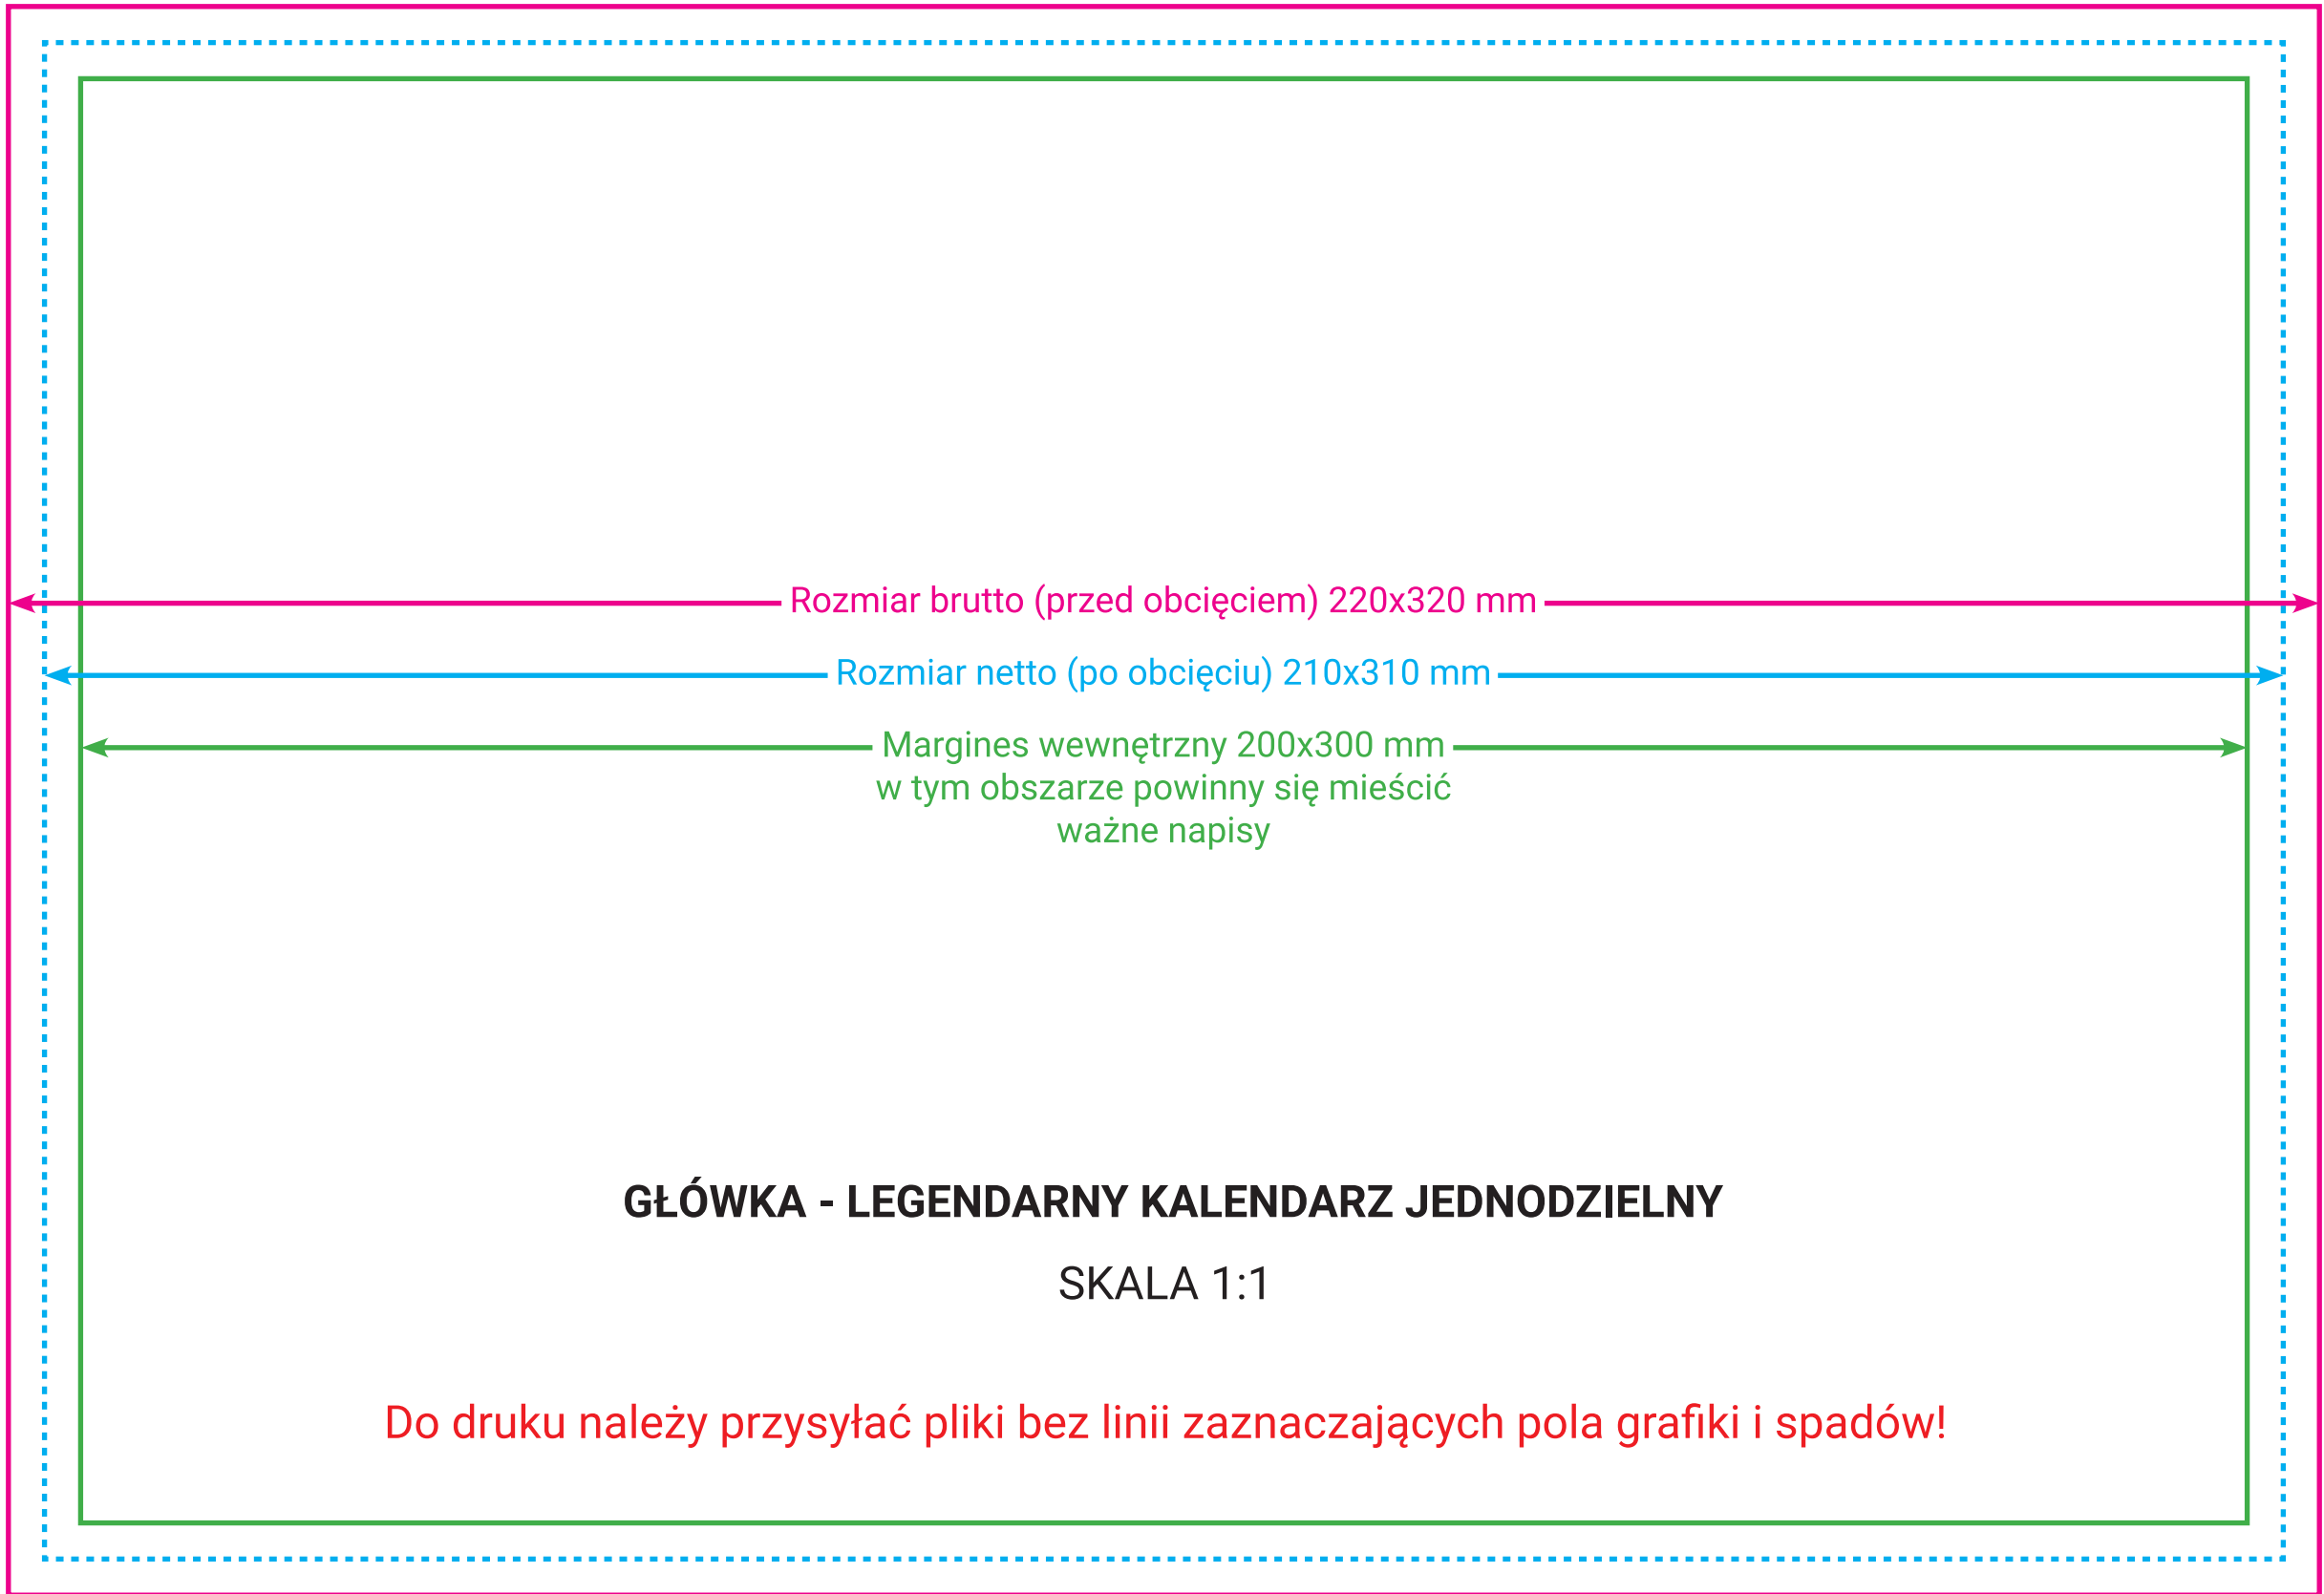 Rozmiar brutto (przed obcięciem) 220x320 mm
Rozmiar netto (po obcięciu) 210x310 mm
Margines wewnętrzny 200x300 mm
w tym obszarze powinny się mieścić
ważne napisy
GŁÓWKA - LEGENDARNY KALENDARZ JEDNODZIELNY
SKALA 1:1
Do druku należy przysyłać pliki bez linii zaznaczających pola grafiki i spadów!